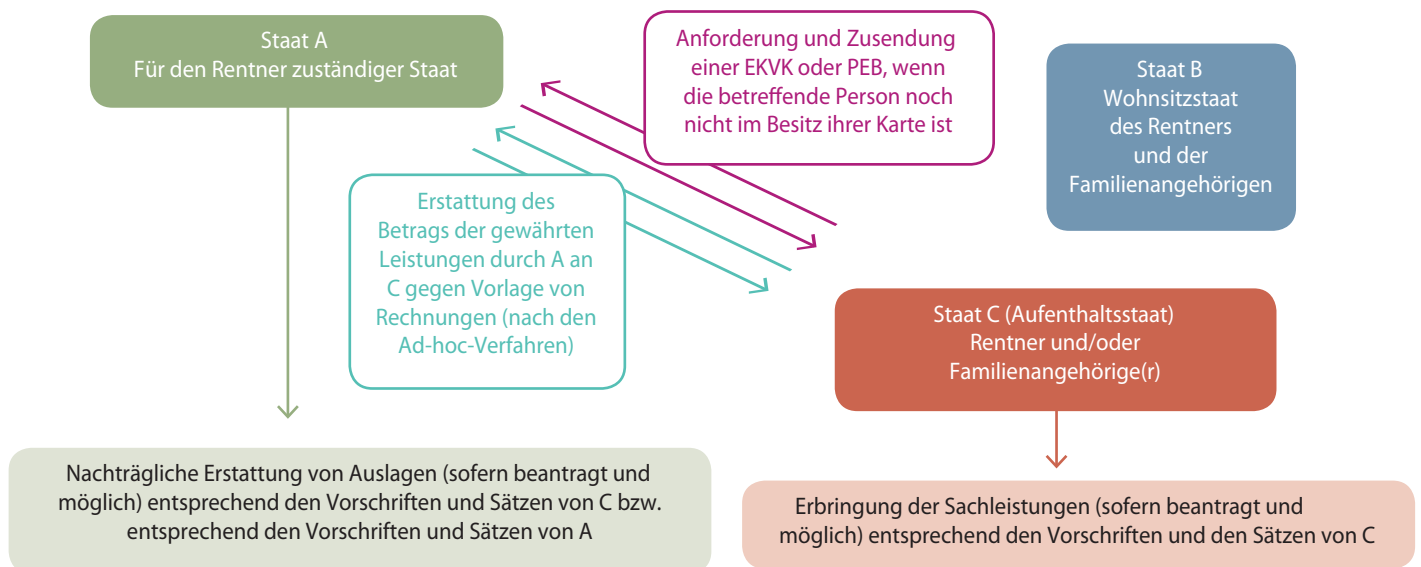 Staat A
Für den Rentner zuständiger Staat
Anforderung und Zusendung
einer EKVK oder PEB, wenn
die betreffende Person noch
nicht im Besitz ihrer Karte ist
Staat B
Wohnsitzstaat
des Rentners
und der
Familienangehörigen
Erstattung des
Betrags der gewährten
Leistungen durch A an
C gegen Vorlage von
Rechnungen (nach den
Ad-hoc-Verfahren)
Staat C (Aufenthaltsstaat)
Rentner und/oder
Familienangehörige(r)
Nachträgliche Erstattung von Auslagen (sofern beantragt und
möglich) entsprechend den Vorschriften und Sätzen von C bzw.
entsprechend den Vorschriften und Sätzen von A
Erbringung der Sachleistungen (sofern beantragt und
möglich) entsprechend den Vorschriften und den Sätzen von C